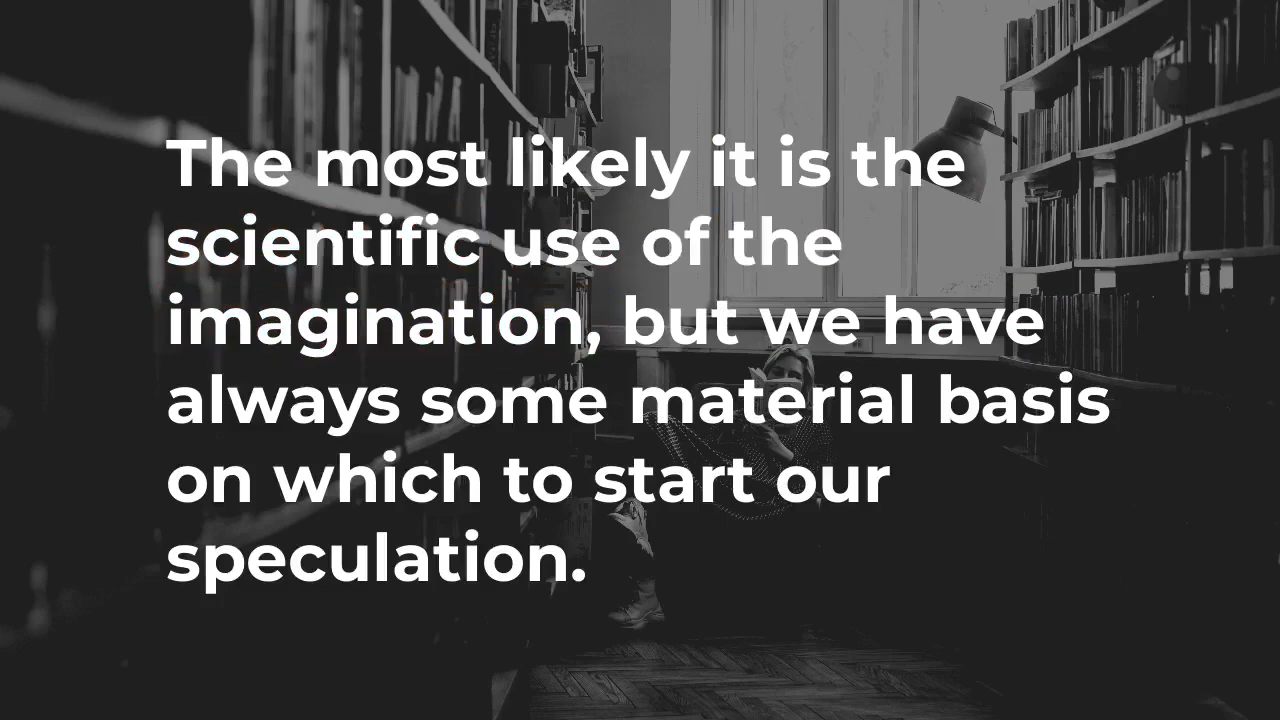 The most likely it is the
scientific use of the
imagination, but we have
always some material basis
on which to start our
speculation.